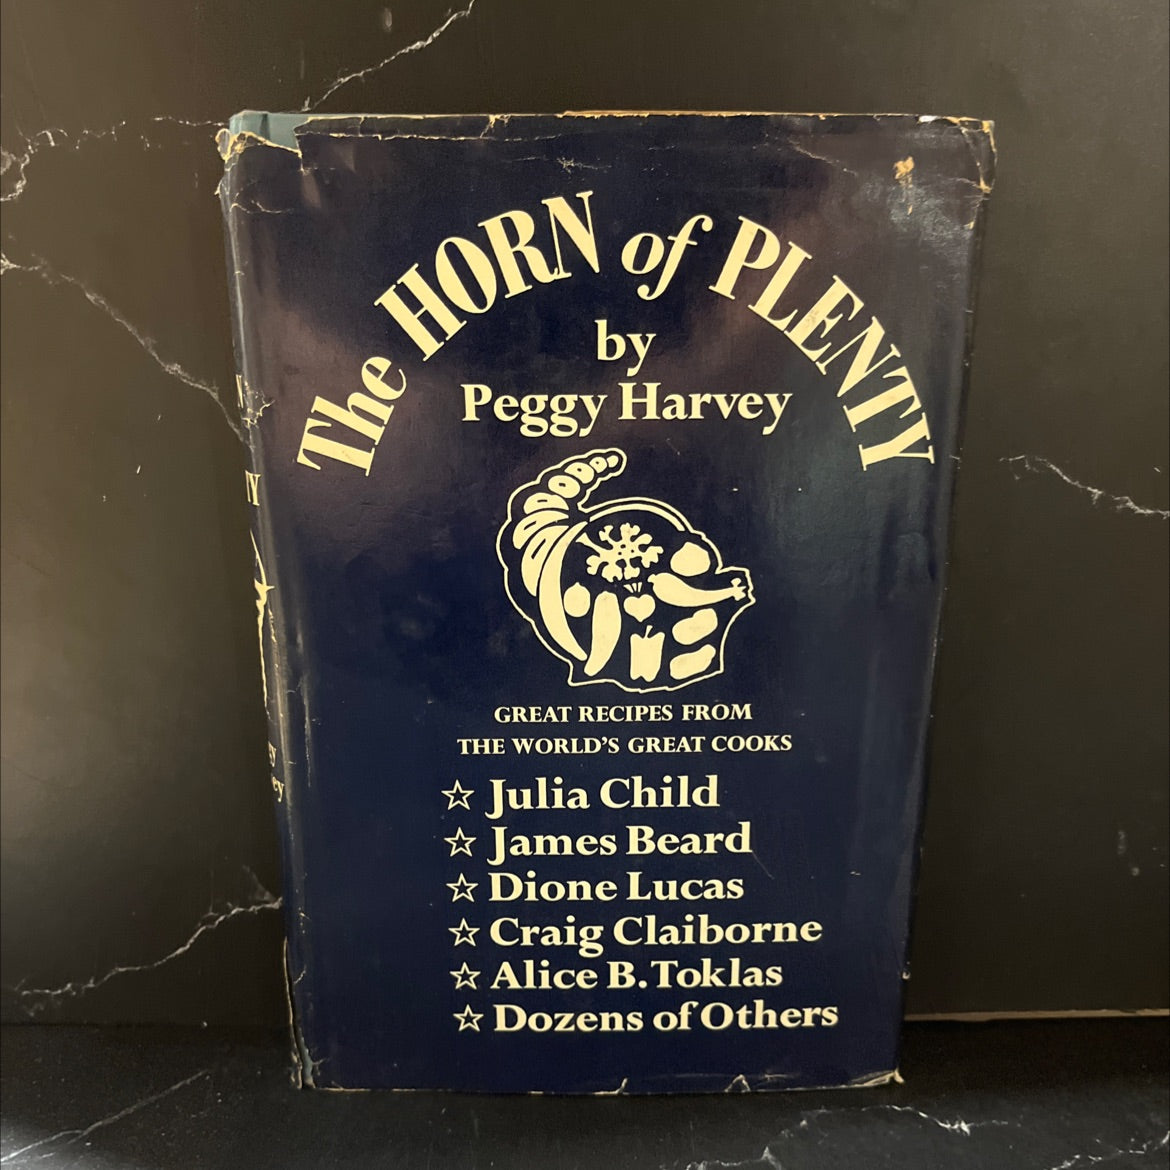 The HORN of PLENTY
by
Peggy Harvey
GREAT RECIPES FROM
THE WORLD'S GREAT COOKS
☆ Julia Child
☆ James Beard
☆ Dione Lucas
☆ Craig Claiborne
☆ Alice B. Toklas
☆ Dozens of Others